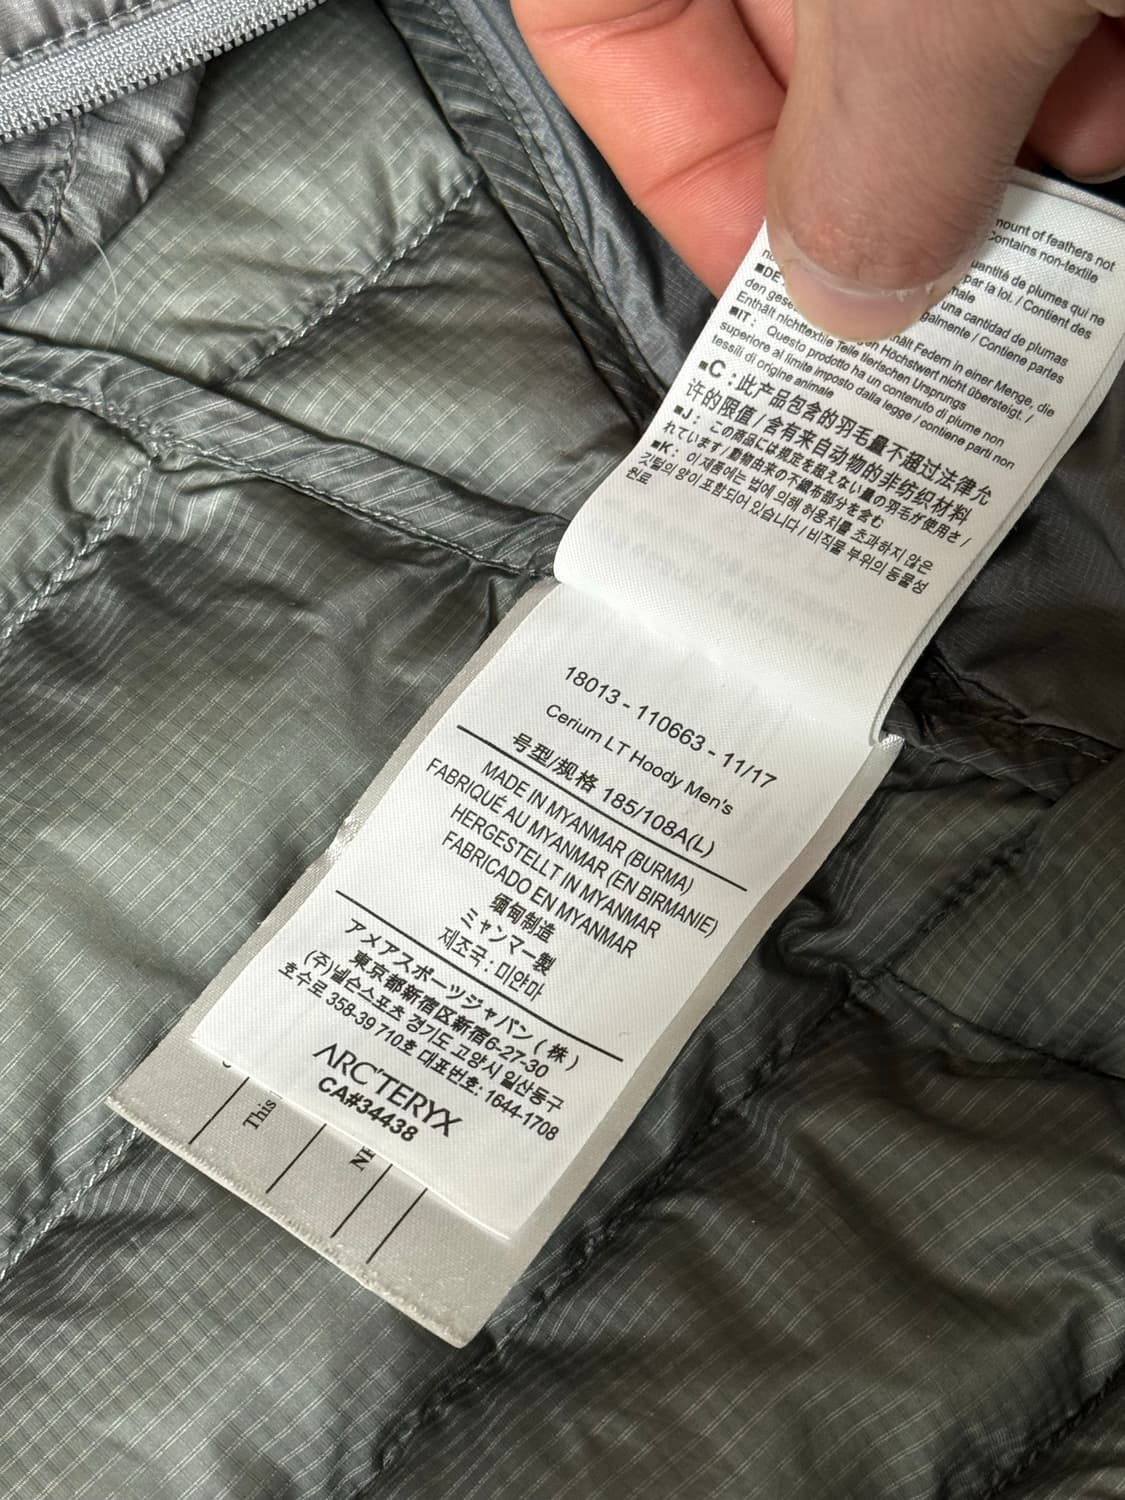 mount of feathers not
Contains non-textile
uantité de plumes qui ne
par la loi. / Contient des
male
■DE
una cantidad de plumas
galmente / Contiene partes
hält Federn in einer Menge, die
en Höchstwert nicht übersteigt. /
Enthält nichttextile Teile tierischen Ursprungs
■IT: Questo prodotto ha un contenuto di piume non
superiore al limite imposto dalla legge / contiene parti non
tessili di origine animale
■C:此产品包含的羽毛量不超过法律允
许的限值/含有来自动物的非纺织材料
■J: この商品には規定を超えない量の羽毛が使用さ
れています/動物由来の不織布部分を含む
■K: 이 제품에는 법에 의해 허용치를 초과하지 않은
깃털의 양이 포함되어 있습니다 / 비직물 부위의 동물성
원료
18013 - 110663 - 11/17
Cerium LT Hoody Men's
号型/规格 185/108A(L)
MADE IN MYANMAR (BURMA)
FABRIQUÉ AU MYANMAR (EN BIRMANIE)
HERGESTELLT IN MYANMAR
FABRICADO EN MYANMAR
缅甸制造
ミャンマー製
제조국 : 미얀마
アメアスポーツジャパン(株)
東京都新宿区新宿6-27-30
(주)넬슨스포츠 경기도 고양시 일산동구
호수로 358-39 710호 대표번호: 1644-1708
ARC'TERYX
CA#34438
This